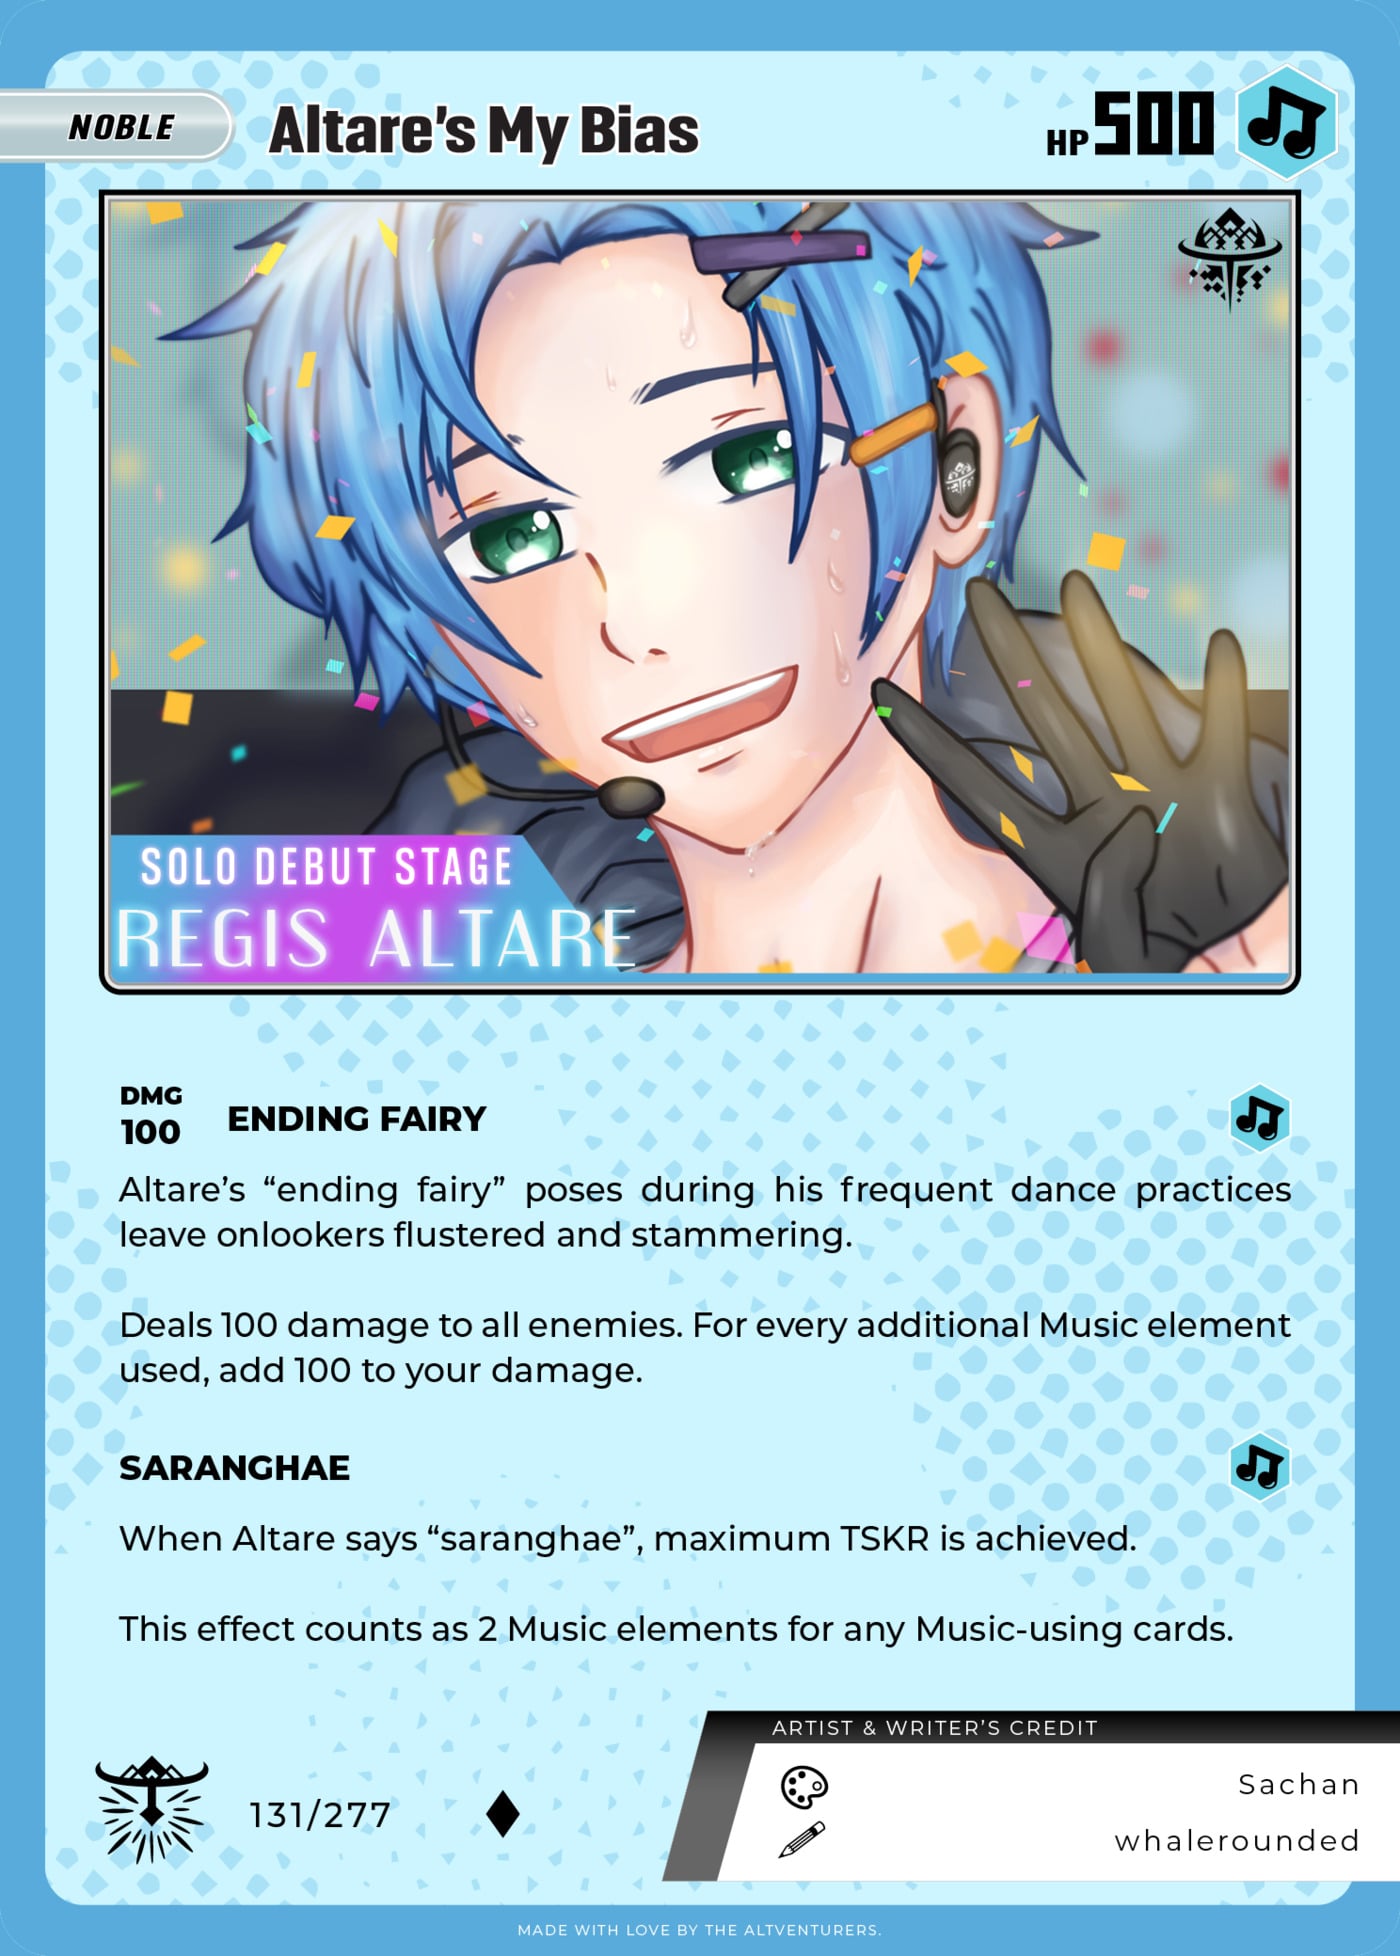 NOBLE
Altare's My Bias
HP 500
SOLO DEBUT STAGE
REGIS ALTARE
DMG
100
ENDING FAIRY
Altare's “ending fairy” poses during his frequent dance practices
leave onlookers flustered and stammering.
Deals 100 damage to all enemies. For every additional Music element
used, add 100 to your damage.
SARANGHAE
When Altare says “saranghae”, maximum TSKR is achieved.
This effect counts as 2 Music elements for any Music-using cards.
131/277
ARTIST & WRITER'S CREDIT
Sachan
whalerounded
MADE WITH LOVE BY THE ALTVENTURERS.